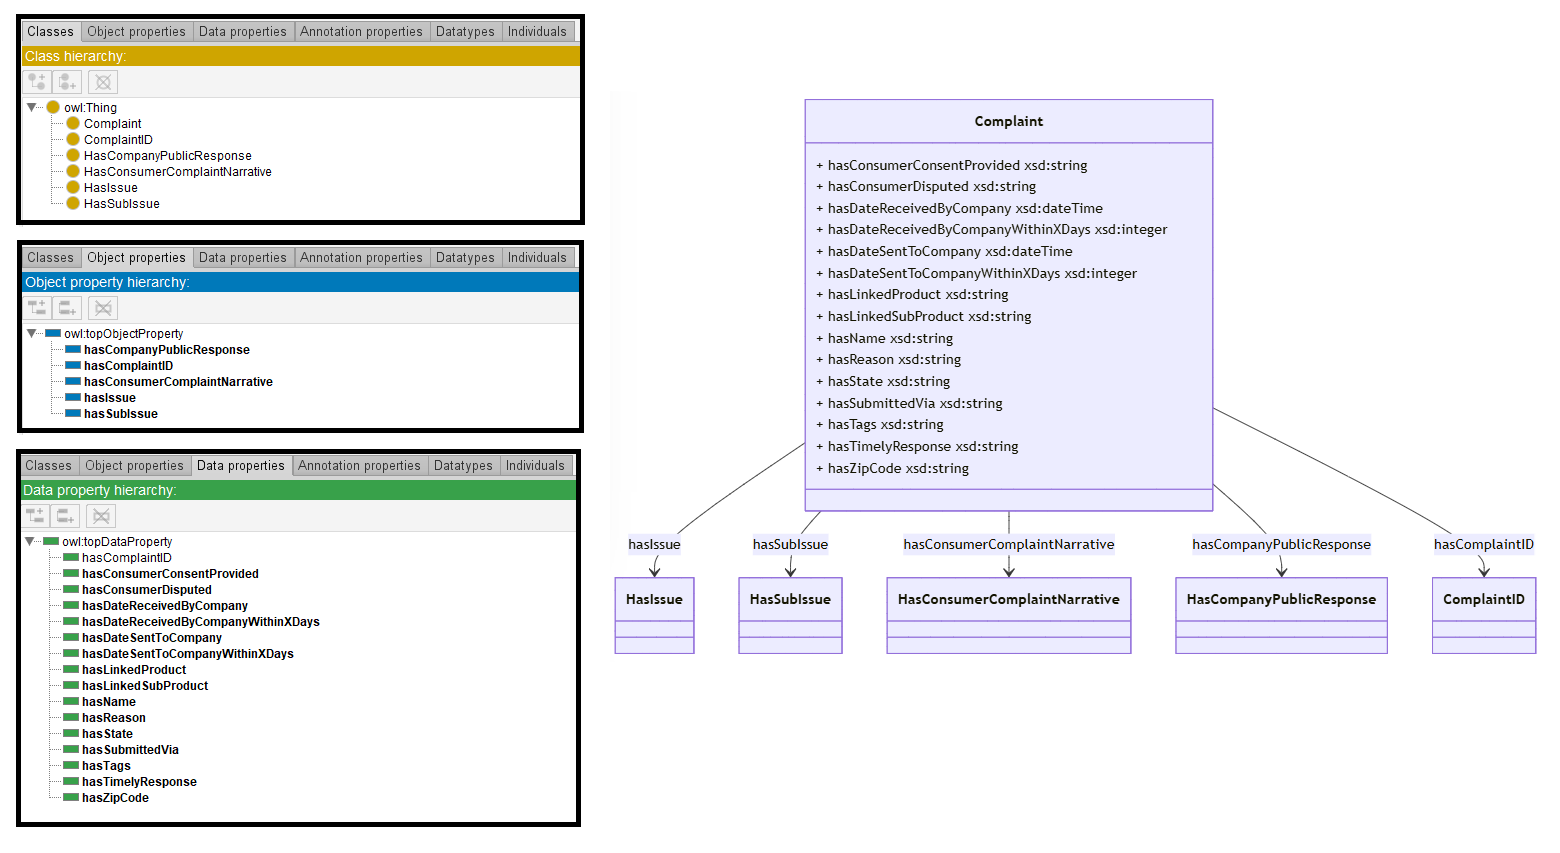 Classes Object properties Data properties Annotation properties Datatypes Individuals
Class hierarchy:
owl:Thing
Complaint
ComplaintID
HasCompanyPublicResponse
HasConsumerComplaintNarrative
HasIssue
HasSubIssue
Classes Object properties Data properties Annotation properties Datatypes Individuals
Object property hierarchy:
owl:topObjectProperty
hasCompanyPublicResponse
hasComplaintID
hasConsumerComplaintNarrative
hasIssue
hasSubIssue
Classes Object properties Data properties Annotation properties Datatypes Individuals
Data property hierarchy:
owl:topDataProperty
hasComplaintID
hasConsumerConsentProvided
hasConsumerDisputed
hasDateReceivedByCompany
hasDateReceivedByCompanyWithinXDays
hasDateSentToCompany
hasDateSentToCompanyWithinXDays
hasLinkedProduct
hasLinkedSubProduct
hasName
hasReason
hasState
hasSubmittedVia
hasTags
hasTimelyResponse
hasZipCode
Complaint
+ hasConsumerConsentProvided xsd:string
+ hasConsumerDisputed xsd:string
+ hasDateReceivedByCompany xsd:dateTime
+ hasDateReceivedByCompanyWithinXDays xsd:integer
+ hasDateSentToCompany xsd:dateTime
+ hasDateSentToCompanyWithinXDays xsd:integer
+ hasLinkedProduct xsd:string
+ hasLinkedSubProduct xsd:string
+ hasName xsd:string
+ hasReason xsd:string
+ hasState xsd:string
+ hasSubmittedVia xsd:string
+ hasTags xsd:string
+ hasTimelyResponse xsd:string
+ hasZipCode xsd:string
hasIssue hasSubIssue hasConsumerComplaintNarrative hasCompanyPublicResponse hasComplaintID
HasIssue HasSubIssue HasConsumerComplaintNarrative HasCompanyPublicResponse ComplaintID